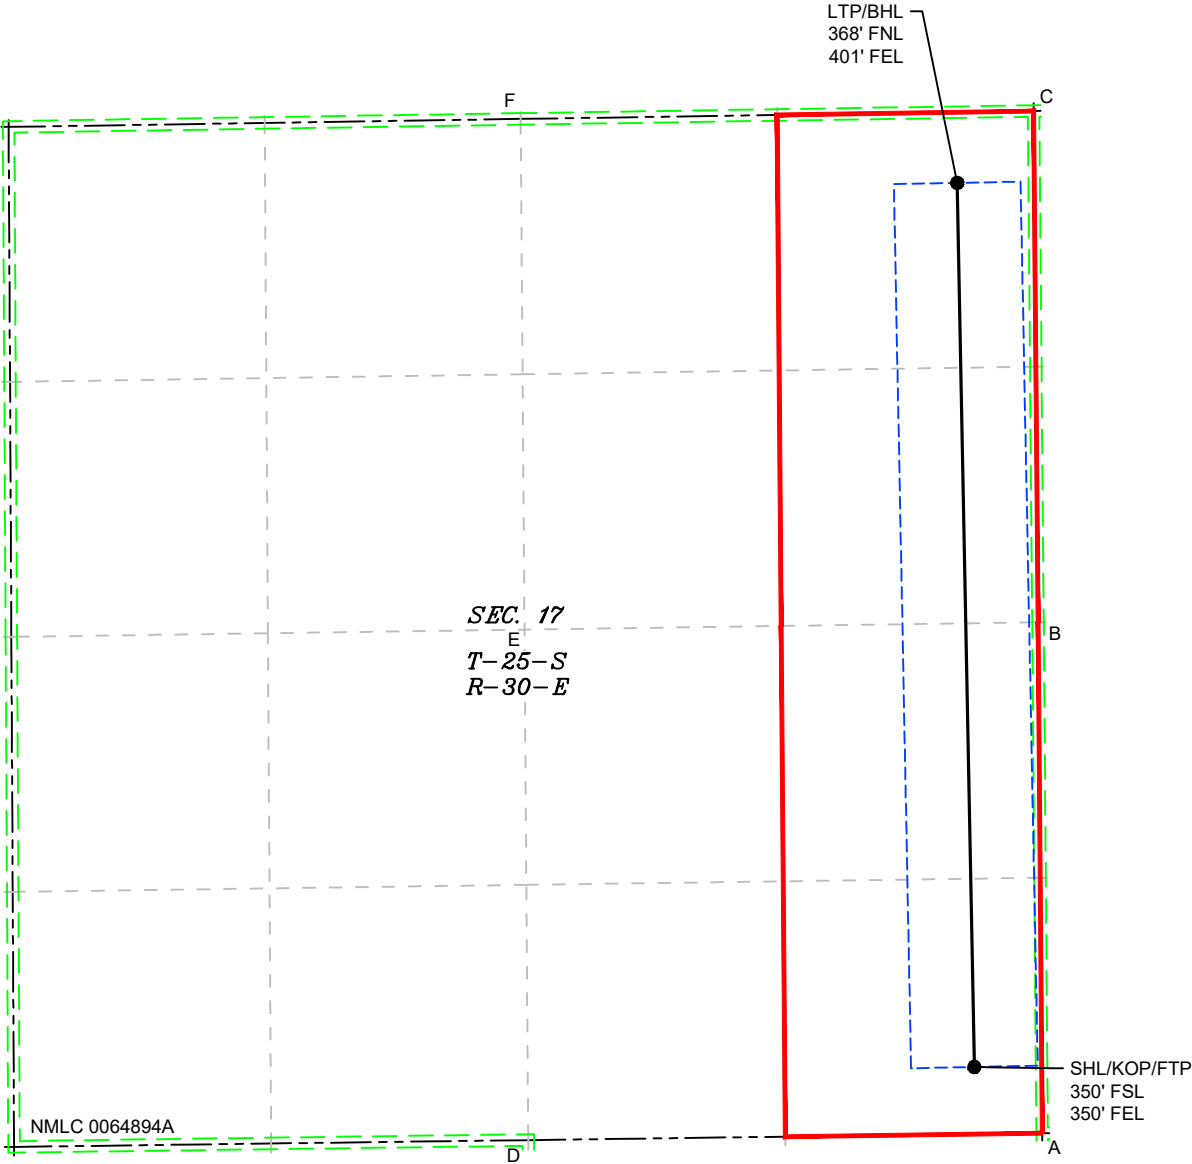 LTP/BHL
368' FNL
401' FEL
F
C
SEC. 17
E
T-25-S
R-30-E
B
SHL/KOP/FTP
350' FSL
350' FEL
NMLC 0064894A
D
A